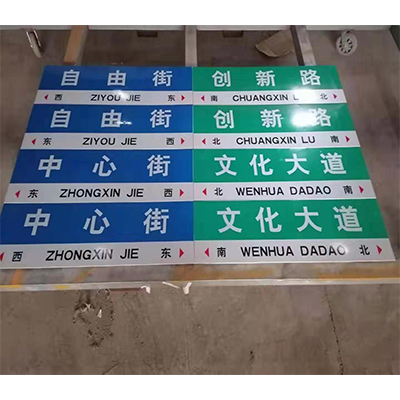 自由街
西 ZIYOU JIE 东
创新路
南 CHUANGXIN LU 北
自由街
东 ZIYOU JIE 西
创新路
北 CHUANGXIN LU 南
中心街
东 ZHONGXIN JIE 西
文化大道
北 WENHUA DADAO 南
中心街
西 ZHONGXIN JIE 东
文化大道
南 WENHUA DADAO 北